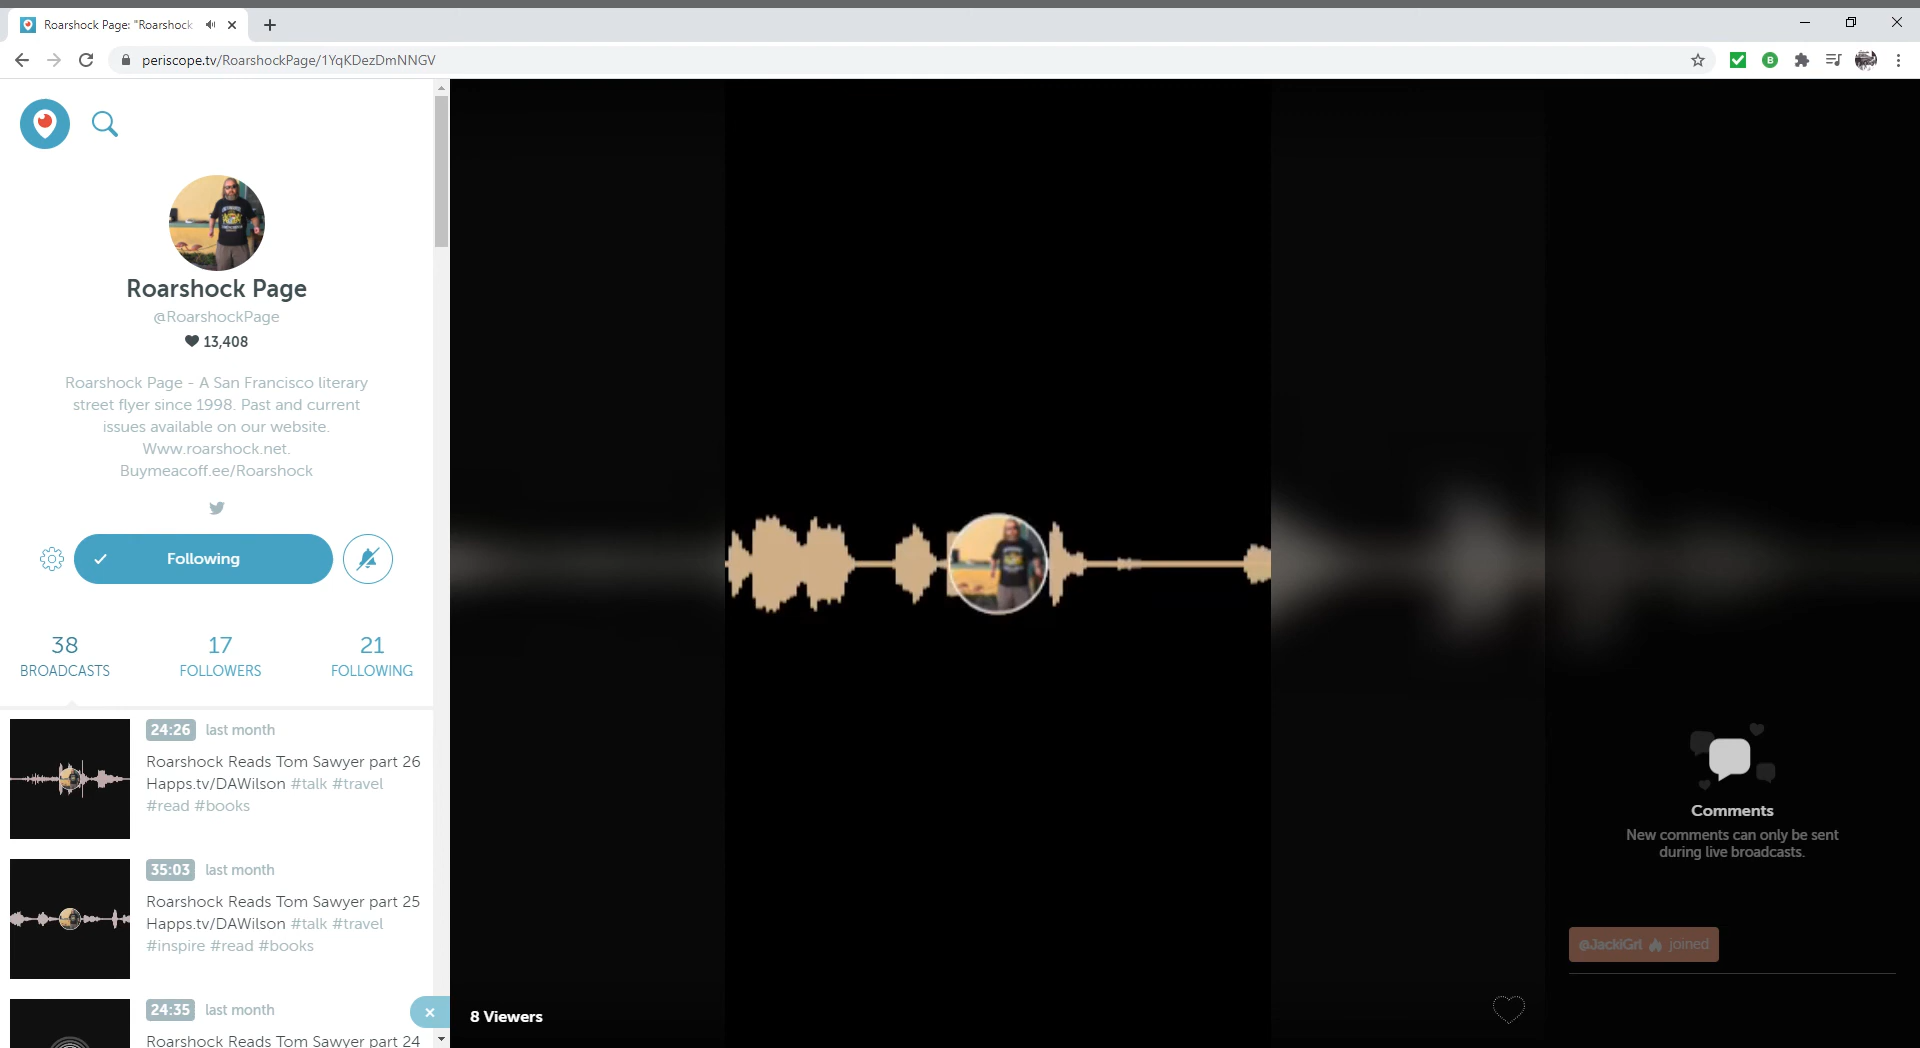 Roarshock Page: "Roarshock
periscope.tv/RoarshockPage/1YqKDezDmNNGV
B
Roarshock Page
@RoarshockPage
13,408
Roarshock Page - A San Francisco literary
street flyer since 1998. Past and current
issues available on our website.
Www.roarshock.net.
Buymeacoff.ee/Roarshock
Following
38
BROADCASTS
17
FOLLOWERS
21
FOLLOWING
24:26 last month
Roarshock Reads Tom Sawyer part 26
Happs.tv/DAWilson #talk #travel
#read #books
35:03 last month
Roarshock Reads Tom Sawyer part 25
Happs.tv/DAWilson #talk #travel
#inspire #read #books
24:35 last month
Roarshock Reads Tom Sawyer part 24
8 Viewers
Comments
New comments can only be sent
during live broadcasts.
@JackiGrl joined